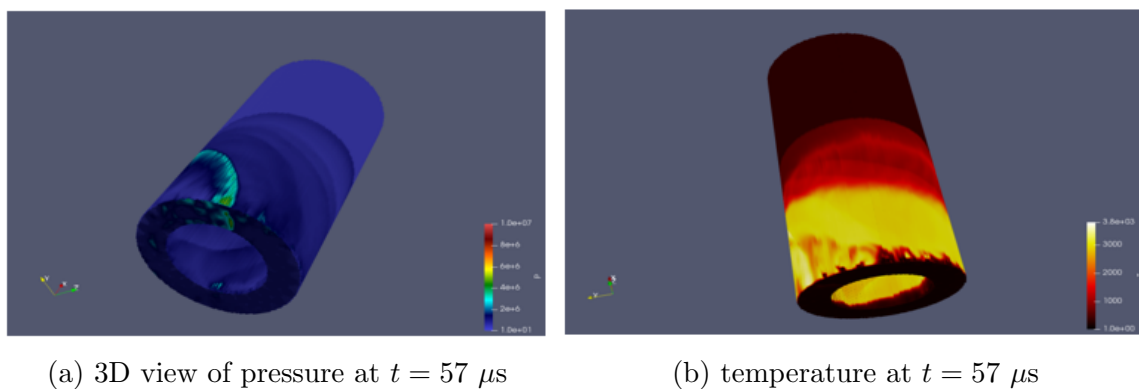 1.0e+07
8e+6
6e+6
4e+6
2e+6
1.0e+01
p
3.8e+03
3000
2000
1000
1.0e+00
(a) 3D view of pressure at t = 57 μs
(b) temperature at t = 57 μs